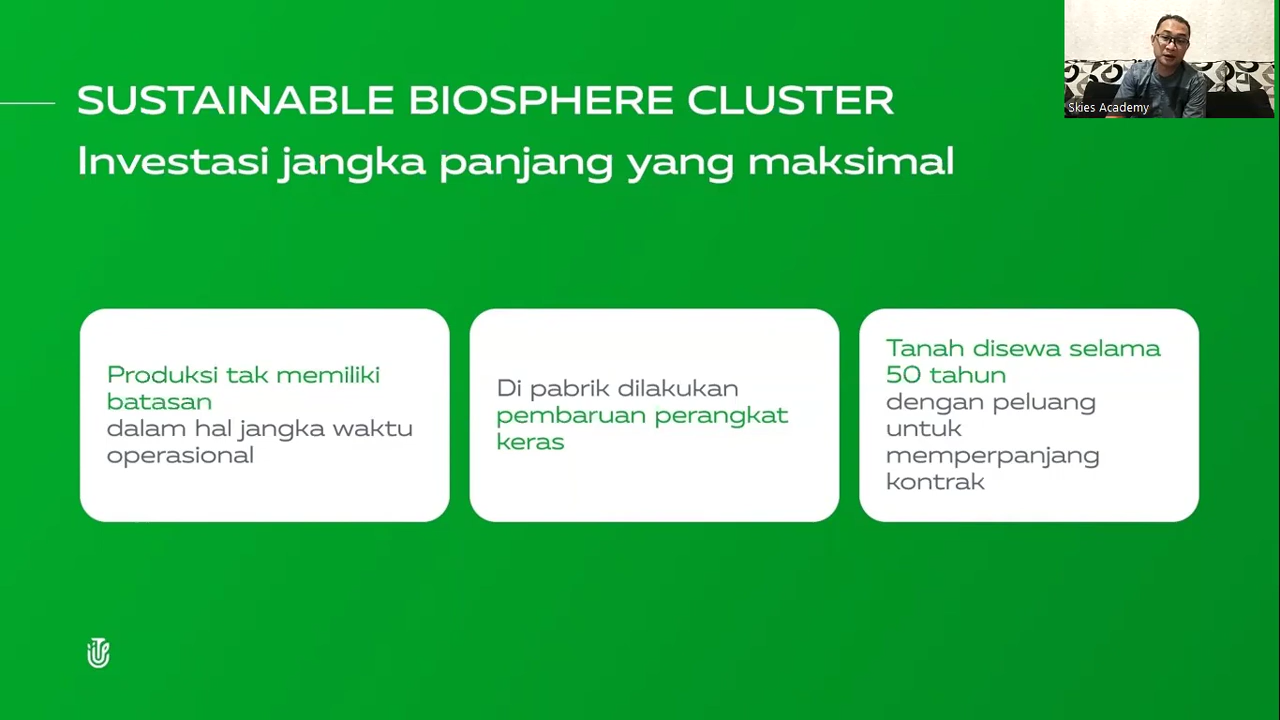 SUSTAINABLE BIOSPHERE CLUSTER
Investasi jangka panjang yang maksimal
Skies Academy
Produksi tak memiliki
batasan
dalam hal jangka waktu
operasional
Di pabrik dilakukan
pembaruan perangkat
keras
Tanah disewa selama
50 tahun
dengan peluang
untuk
memperpanjang
kontrak